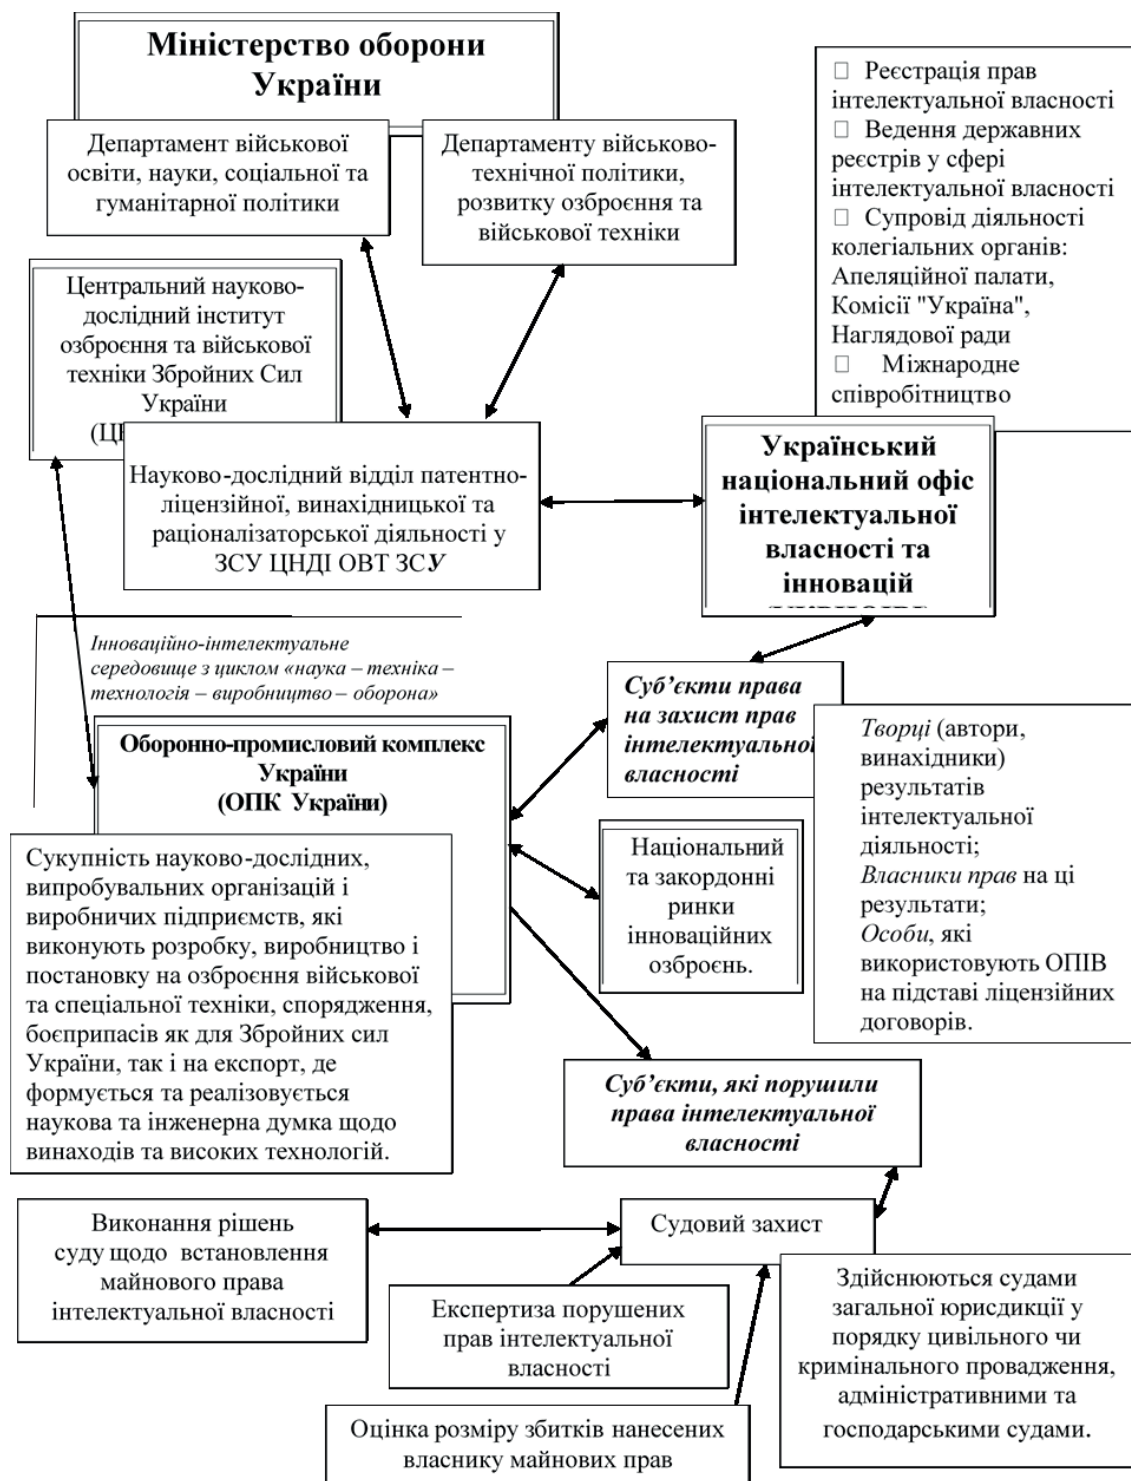 Міністерство оборони
України
Департамент військової
освіти, науки, соціальної та
гуманітарної політики
Департаменту військово-
технічної політики,
розвитку озброєння та
військової техніки
□ Реєстрація прав
інтелектуальної власності
□ Ведення державних
реєстрів у сфері
інтелектуальної власності
□ Супровід діяльності
колегіальних органів:
Апеляційної палати,
Комісії "Україна",
Наглядової ради
□ Міжнародне
співробітництво
Центральний науково-
дослідний інститут
озброєння та військової
техніки Збройних Сил
України
Науково-дослідний відділ патентно-
ліцензійної, винахідницької та
раціоналізаторської діяльності у
ЗСУ ЦНДІ ОВТ ЗСУ
Український
національний офіс
інтелектуальної
власності та
інновацій
Інноваційно-інтелектуальне
середовище з циклом «наука – техніка –
технологія – виробництво – оборона»
Суб’єкти права
на захист прав
інтелектуальної
власності
Творці (автори,
винахідники)
результатів
інтелектуальної
діяльності;
Власники прав на ці
результати;
Особи, які
використовують ОПІВ
на підставі ліцензійних
договорів.
Оборонно-промисловий комплекс
України
(ОПК України)
Сукупність науково-дослідних,
випробувальних організацій і
виробничих підприємств, які
виконують розробку, виробництво і
постановку на озброєння військової
та спеціальної техніки, спорядження,
боєприпасів як для Збройних сил
України, так і на експорт, де
формується та реалізовується
наукова та інженерна думка щодо
винаходів та високих технологій.
Національний
та закордонні
ринки
інноваційних
озброєнь.
Суб’єкти, які порушили
права інтелектуальної
власності
Виконання рішень
суду щодо встановлення
майнового права
інтелектуальної власності
Судовий захист
Експертиза порушених
прав інтелектуальної
власності
Здійснюються судами
загальної юрисдикції у
порядку цивільного чи
кримінального провадження,
адміністративними та
господарськими судами.
Оцінка розміру збитків нанесених
власнику майнових прав